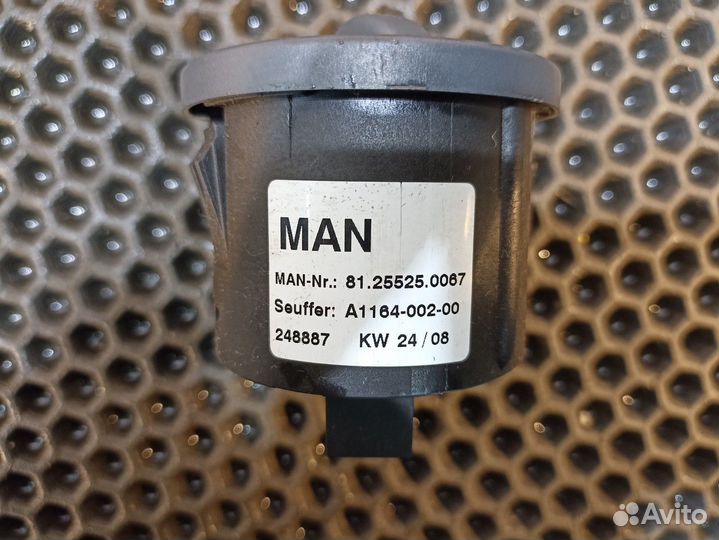 MAN
MAN-Nr.: 81.25525.0067
Seuffer: A1164-002-00
248887 KW 24/08
Avito